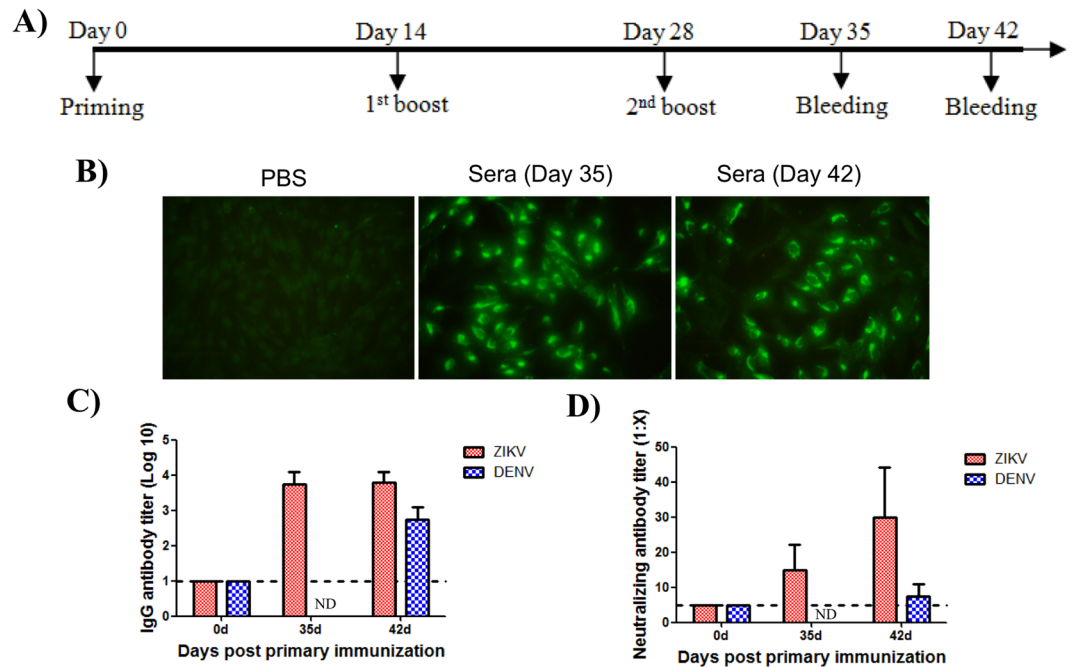 A)
Day 0 Day 14 Day 28 Day 35 Day 42
Priming 1st boost 2nd boost Bleeding Bleeding
B)
PBS Sera (Day 35) Sera (Day 42)
C)
IgG antibody titer (Log 10)
5
4
3
2
1
0
ND
0d 35d 42d
Days post primary immunization
ZIKV
DENV
D)
Neutralizing antibody titer (1:X)
50
40
30
20
10
0
ND
0d 35d 42d
Days post primary immunization
ZIKV
DENV